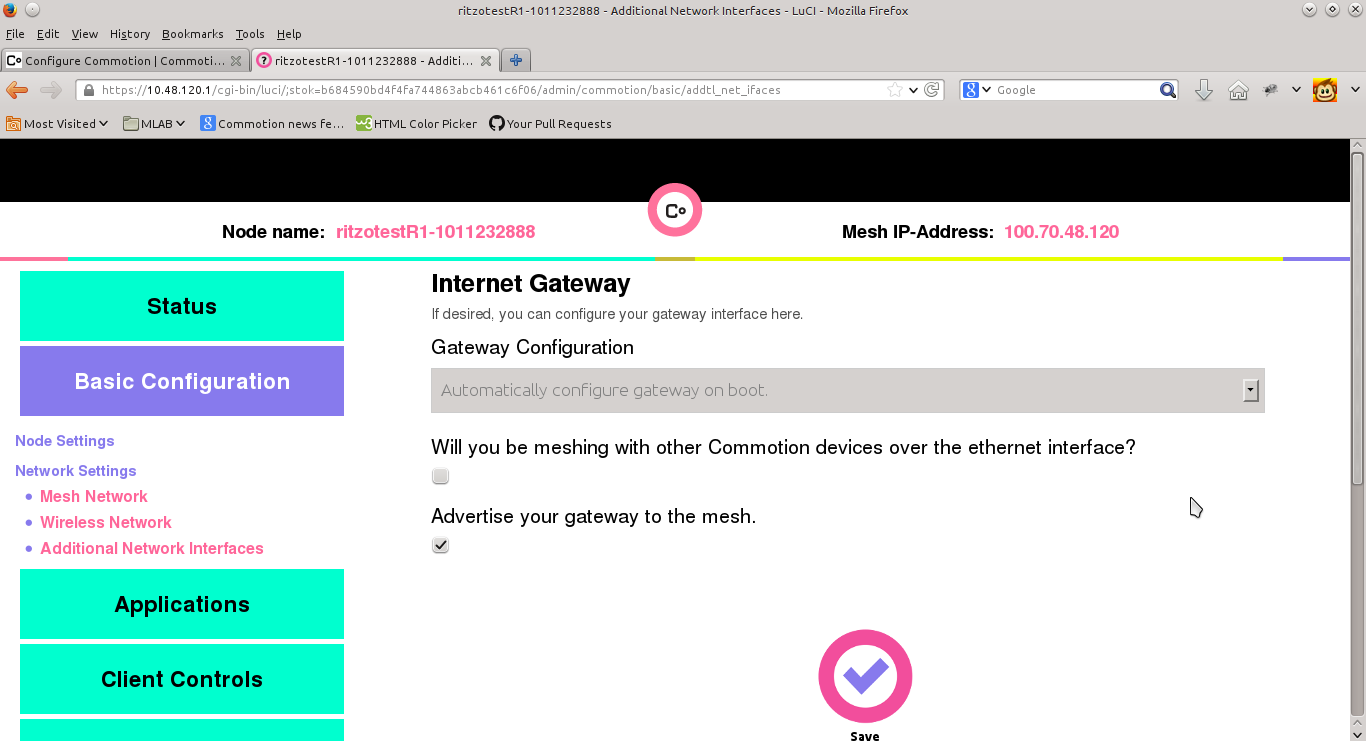 ritzotestR1-1011232888 - Additional Network Interfaces - LuCI - Mozilla Firefox
File Edit View History Bookmarks Tools Help
Configure Commotion | Commoti...
ritzotestR1-1011232888 - Additi...
https://10.48.120.1/cgi-bin/luci/;stok=b684590bd4f4fa744863abcb461c6f06/admin/commotion/basic/addtl_net_ifaces
Google
Most Visited MLAB Commotion news fe... HTML Color Picker Your Pull Requests
Node name: ritzotestR1-1011232888 Mesh IP-Address: 100.70.48.120
Status
Basic Configuration
Node Settings
Network Settings
Mesh Network
Wireless Network
Additional Network Interfaces
Applications
Client Controls
Internet Gateway
If desired, you can configure your gateway interface here.
Gateway Configuration
Automatically configure gateway on boot.
Will you be meshing with other Commotion devices over the ethernet interface?
Advertise your gateway to the mesh.
Save